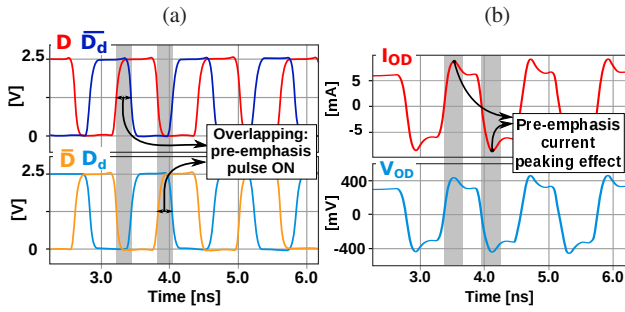 (a)
D D̅d̅
2.5
[V]
0
Overlapping:
pre-emphasis
pulse ON
D̅ Dd
2.5
[V]
0
3.0 4.0 5.0 6.0
Time [ns]
(b)
IOD
5
0
-5
[mA]
Pre-emphasis
current
peaking effect
VOD
400
0
-400
[mV]
3.0 4.0 5.0 6.0
Time [ns]